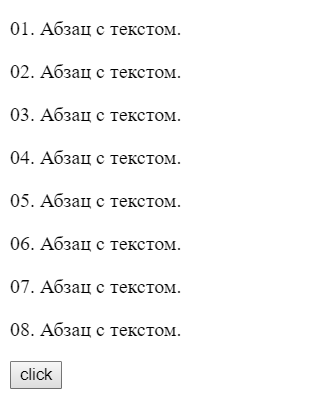 01. Абзац с текстом.
02. Абзац с текстом.
03. Абзац с текстом.
04. Абзац с текстом.
05. Абзац с текстом.
06. Абзац с текстом.
07. Абзац с текстом.
08. Абзац с текстом.
click